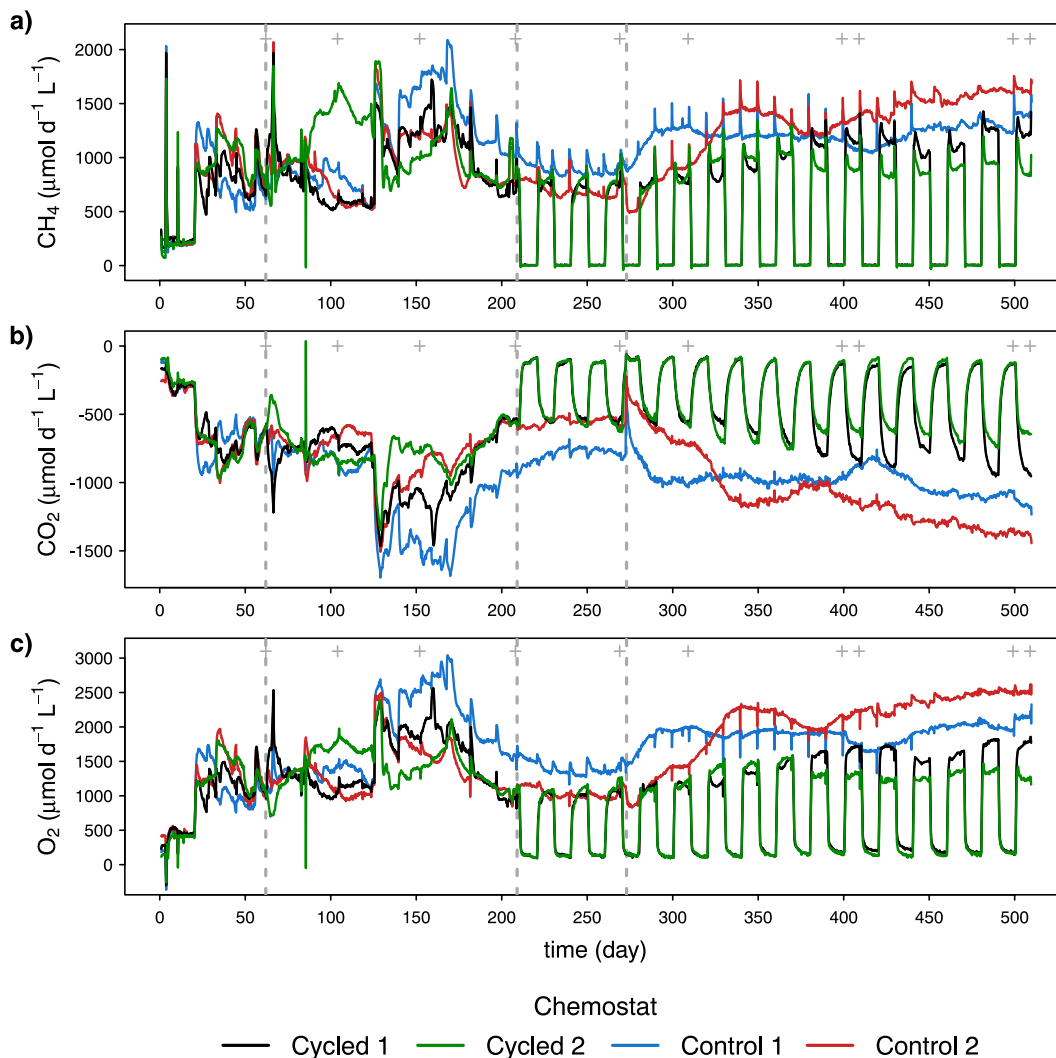 a)
CH₄ (μmol d⁻¹ L⁻¹)
2000
1500
1000
500
0
0 50 100 150 200 250 300 350 400 450 500
b)
CO₂ (μmol d⁻¹ L⁻¹)
0
-500
-1000
-1500
0 50 100 150 200 250 300 350 400 450 500
c)
O₂ (μmol d⁻¹ L⁻¹)
3000
2500
2000
1500
1000
500
0
0 50 100 150 200 250 300 350 400 450 500
time (day)
Chemostat
Cycled 1 Cycled 2 Control 1 Control 2